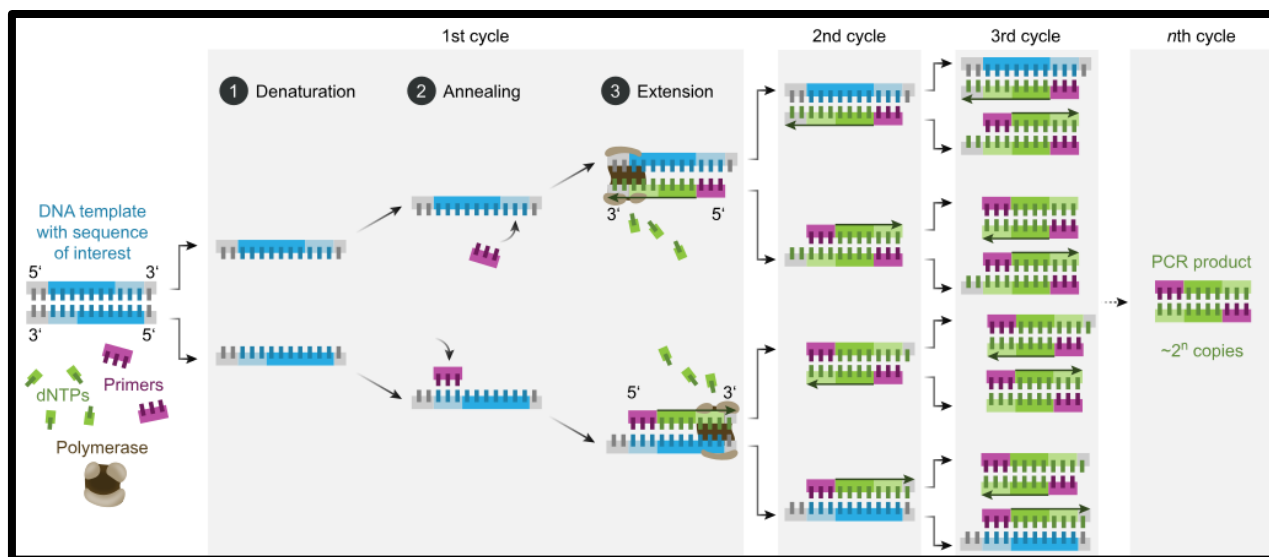 1st cycle
2nd cycle
3rd cycle
nth cycle
1 Denaturation
2 Annealing
3 Extension
3‘ 5‘
DNA template
with sequence
of interest
5‘ 3‘
3‘ 5‘
Primers
dNTPs
Polymerase
5‘ 3‘
PCR product
~2ⁿ copies